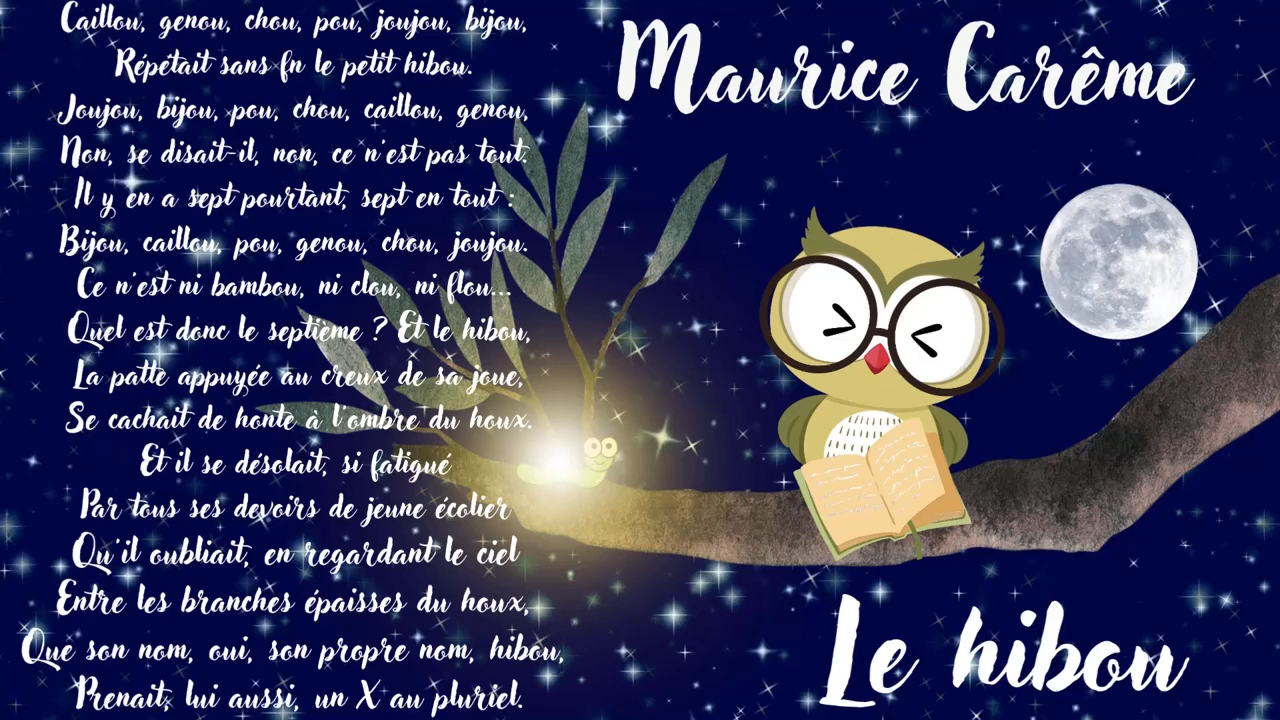 Caillou, genou, chou, pou, joujou, bijou,
Répétait sans fin le petit hibou.
Joujou, bijou, pou, chou, caillou, genou,
Non, se disait-il, non, ce n'est pas tout.
Il y en a sept pourtant, sept en tout :
Bijou, caillou, pou, genou, chou, joujou.
Ce n'est ni bambou, ni clou, ni flou...
Quel est donc le septième ? Et le hibou,
La patte appuyée au creux de sa joue,
Se cachait de honte à l'ombre du houx.
Et il se désolait, si fatigué
Par tous ses devoirs de jeune écolier
Qu'il oubliait, en regardant le ciel
Entre les branches épaisses du houx,
Que son nom, oui, son propre nom, hibou,
Prenait, lui aussi, un X au pluriel.
Maurice Carême
Le hibou